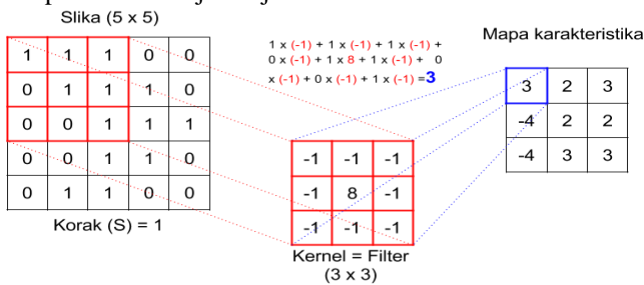 Slika (5 x 5)
1 1 1 0 0
0 1 1 1 0
0 0 1 1 1
0 0 1 1 0
0 1 1 0 0
Korak (S) = 1
1 x (-1) + 1 x (-1) + 1 x (-1) +
0 x (-1) + 1 x 8 + 1 x (-1) + 0
x (-1) + 0 x (-1) + 1 x (-1) =3
-1 -1 -1
-1 8 -1
-1 -1 -1
Kernel = Filter
(3 x 3)
Mapa karakteristika
3 2 3
-4 2 2
-4 3 3